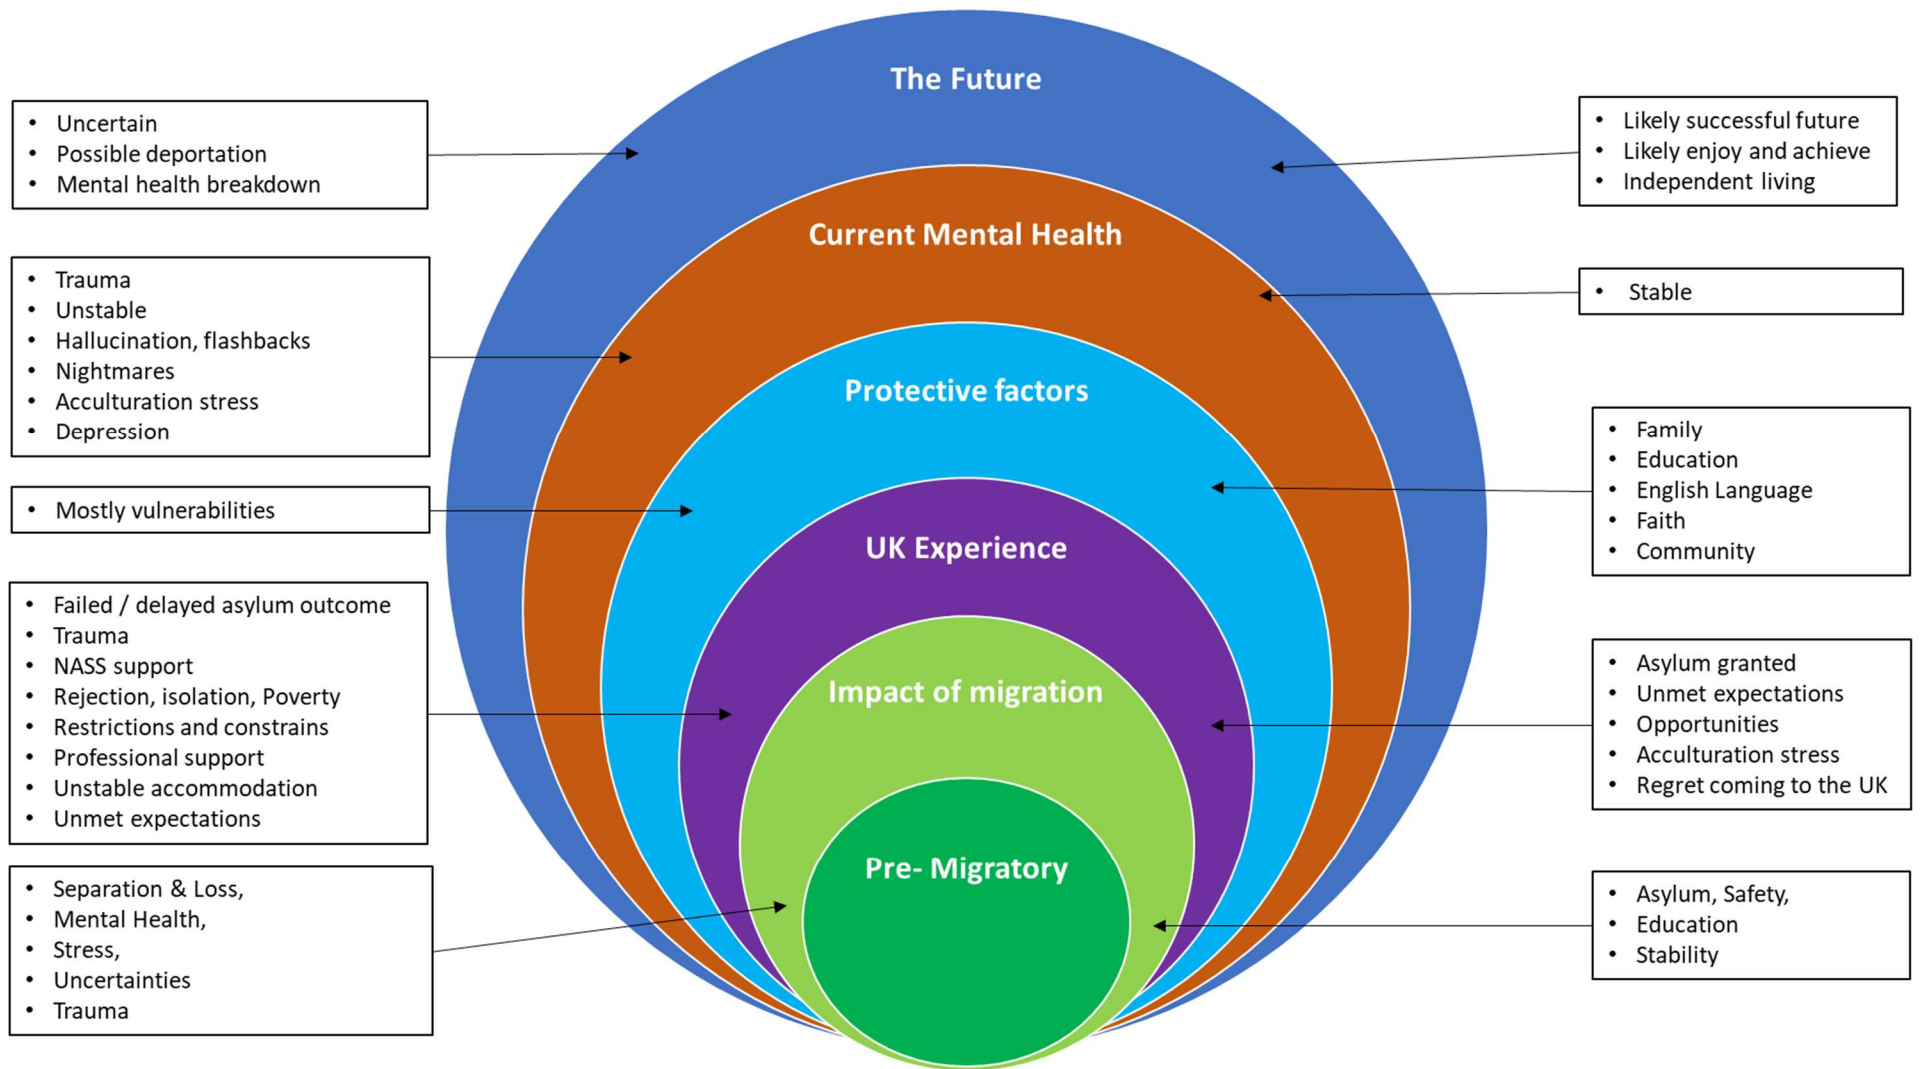 The Future
• Uncertain
• Possible deportation
• Mental health breakdown
• Likely successful future
• Likely enjoy and achieve
• Independent living
Current Mental Health
• Trauma
• Unstable
• Hallucination, flashbacks
• Nightmares
• Acculturation stress
• Depression
• Stable
Protective factors
• Mostly vulnerabilities
• Family
• Education
• English Language
• Faith
• Community
UK Experience
• Failed / delayed asylum outcome
• Trauma
• NASS support
• Rejection, isolation, Poverty
• Restrictions and constrains
• Professional support
• Unstable accommodation
• Unmet expectations
• Asylum granted
• Unmet expectations
• Opportunities
• Acculturation stress
• Regret coming to the UK
Impact of migration
• Separation & Loss,
• Mental Health,
• Stress,
• Uncertainties
• Trauma
• Asylum, Safety,
• Education
• Stability
Pre- Migratory